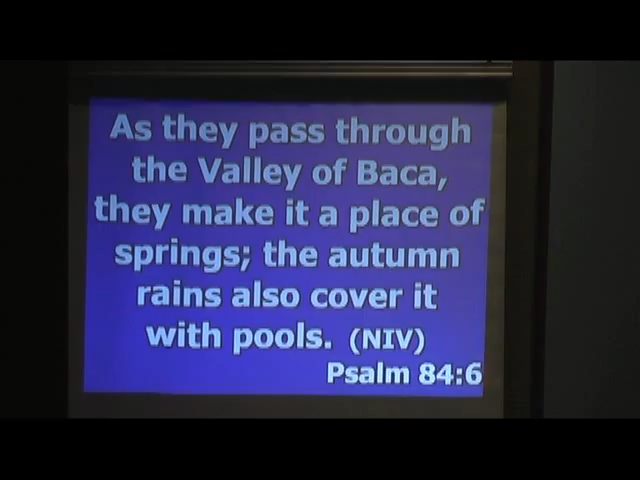 As they pass through
the Valley of Baca,
they make it a place of
springs; the autumn
rains also cover it
with pools. (NIV)
Psalm 84:6